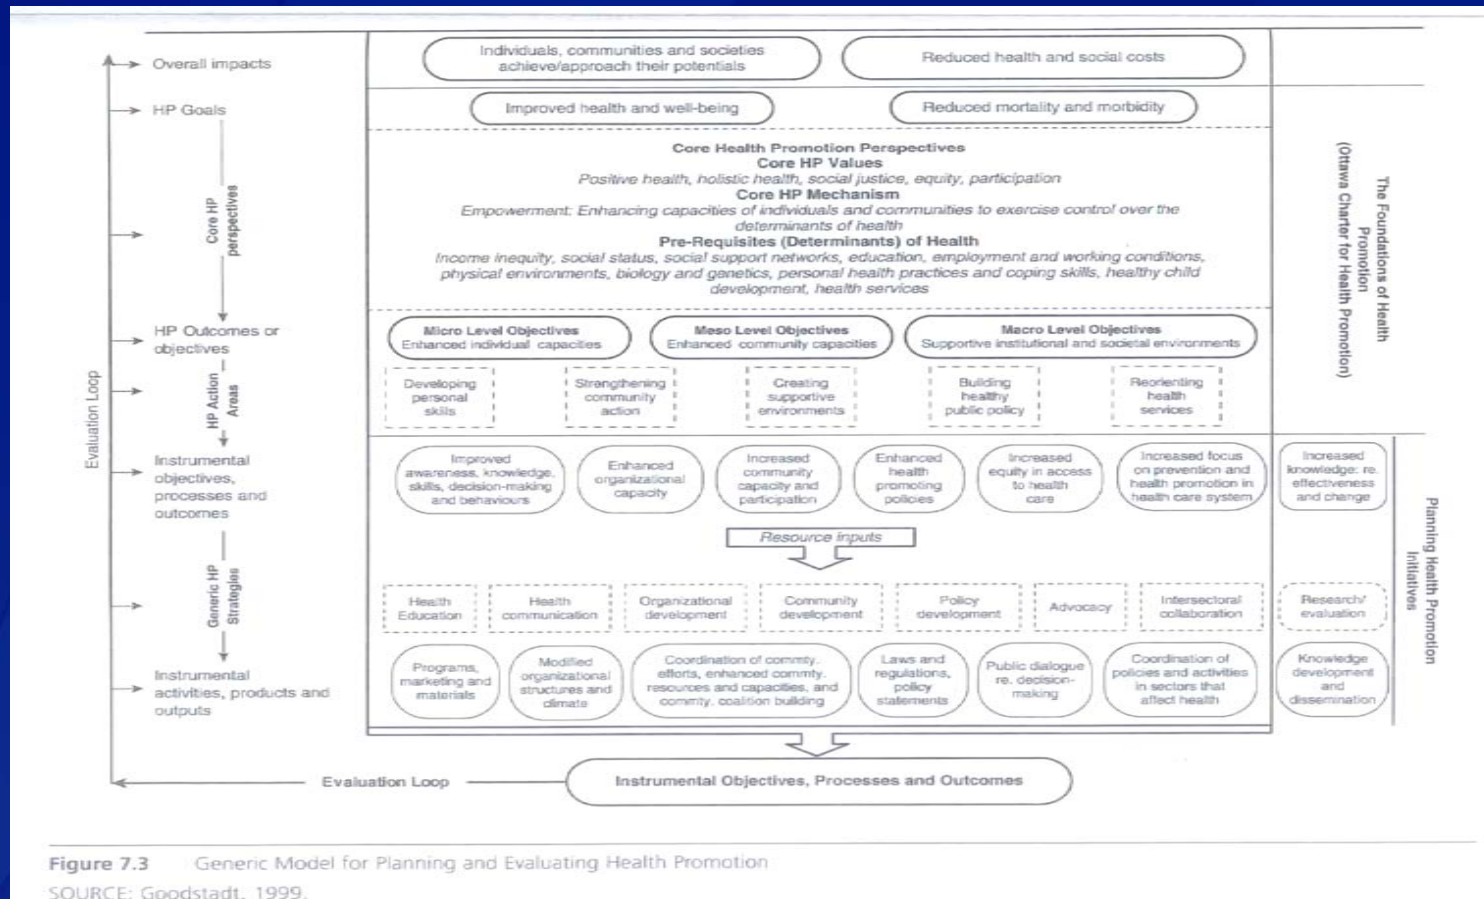 Overall impacts
Individuals, communities and societies
achieve/approach their potentials
Reduced health and social costs
HP Goals
Improved health and well-being
Reduced mortality and morbidity
Core HP
perspectives
Core Health Promotion Perspectives
Core HP Values
Positive health, holistic health, social justice, equity, participation
Core HP Mechanism
Empowerment: Enhancing capacities of individuals and communities to exercise control over the
determinants of health
Pre-Requisites (Determinants) of Health
Income inequity, social status, social support networks, education, employment and working conditions,
physical environments, biology and genetics, personal health practices and coping skills, healthy child
development, health services
The Foundations of Health
Promotion
(Ottawa Charter for Health Promotion)
HP Outcomes or
objectives
Micro Level Objectives
Enhanced individual capacities
Meso Level Objectives
Enhanced community capacities
Macro Level Objectives
Supportive institutional and societal environments
HP Action
Areas
Developing
personal
skills
Strengthening
community
action
Creating
supportive
environments
Building
healthy
public policy
Reorienting
health
services
Evaluation Loop
Instrumental
objectives,
processes and
outcomes
Improved
awareness, knowledge,
skills, decision-making
and behaviours
Enhanced
organizational
capacity
Increased
community
capacity and
participation
Enhanced
health
promoting
policies
Increased
equity in access
to health
care
Increased focus
on prevention and
health promotion in
health care system
Increased
knowledge: re.
effectiveness
and change
Resource inputs
Generic HP
Strategies
Health
Education
Health
communication
Organizational
development
Community
development
Policy
development
Advocacy
Intersectoral
collaboration
Research/
evaluation
Planning Health Promotion
Initiatives
Instrumental
activities, products and
outputs
Programs,
marketing and
materials
Modified
organizational
structures and
climate
Coordination of commty.
efforts, enhanced commty.
resources and capacities, and
commty. coalition building
Laws and
regulations,
policy
statements
Public dialogue
re. decision-
making
Coordination of
policies and activities
in sectors that
affect health
Knowledge
development
and
dissemination
Evaluation Loop
Instrumental Objectives, Processes and Outcomes
Figure 7.3 Generic Model for Planning and Evaluating Health Promotion
SOURCE: Goodstadt, 1999.